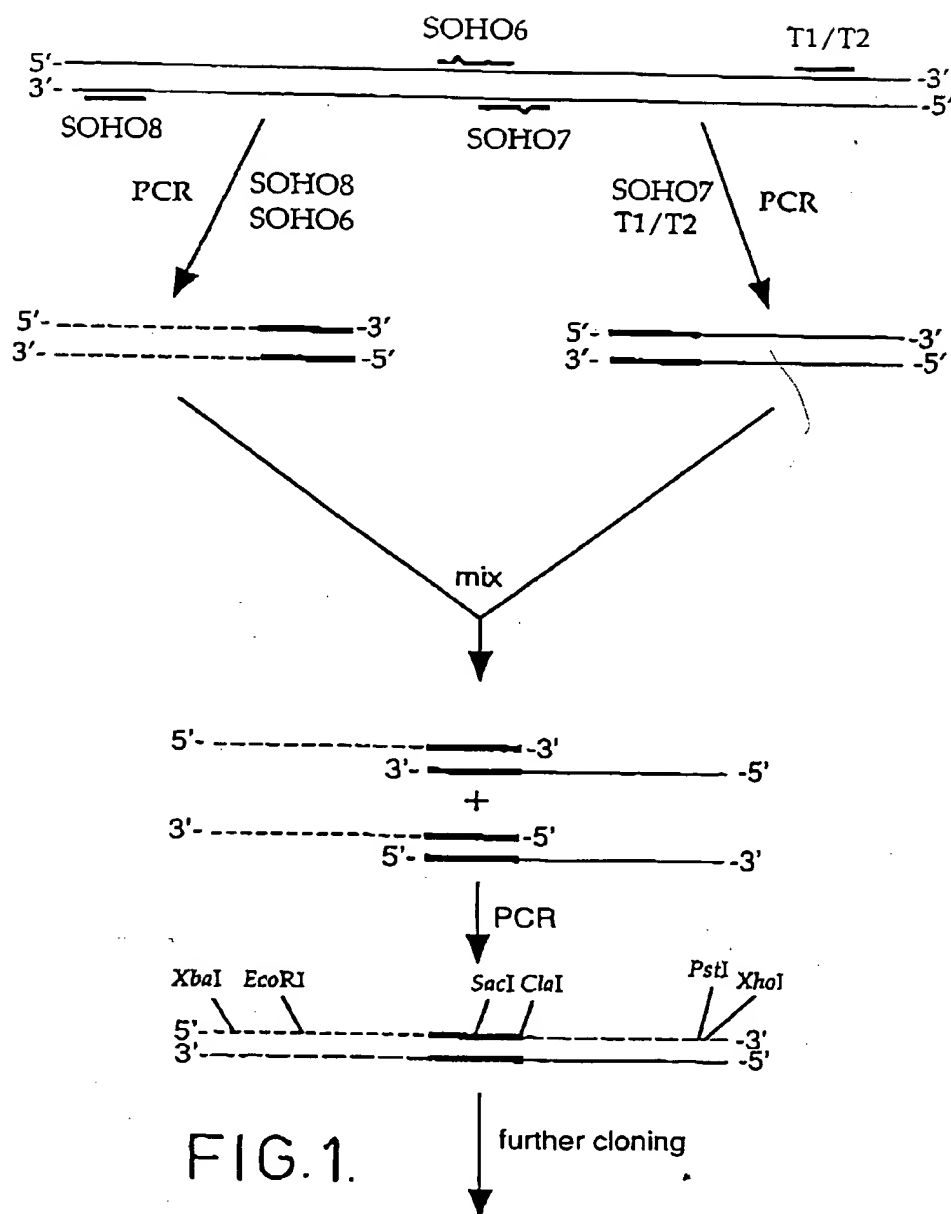 SOHO6 T1/T2
5'- -3'
3'- -5'
SOHO8 SOHO7
PCR SOHO8 SOHO7 PCR
SOHO6 T1/T2
5'- -3' 5'- -3'
3'- -5' 3'- -5'
mix
5'- -3'
3'- -5'
+
3'- -5'
5'- -3'
PCR
XbaI EcoRI SacI ClaI PstI XhoI
5'- -3'
3'- -5'
FIG.1. further cloning